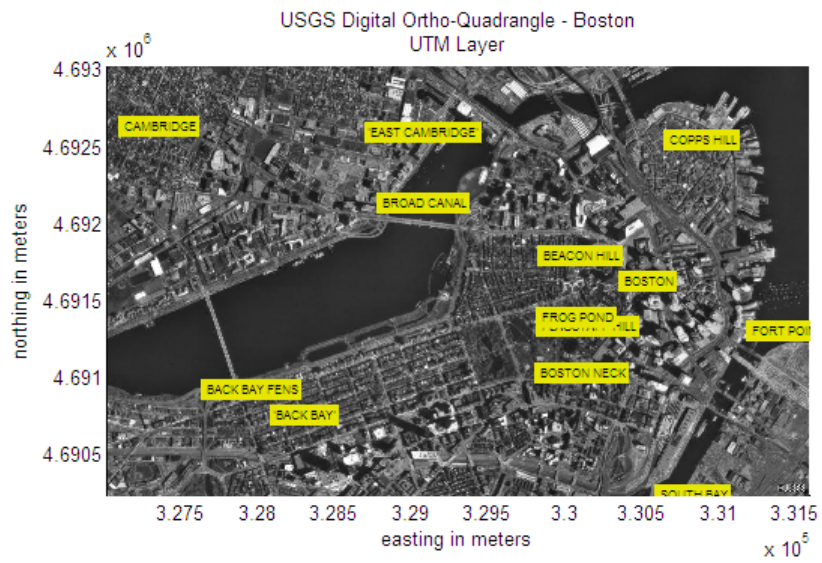 USGS Digital Ortho-Quadrangle - Boston
UTM Layer
x 10^6
4.693
4.6925
4.692
4.6915
4.691
4.6905
northing in meters
CAMBRIDGE
'EAST CAMBRIDGE'
COPPS HILL
BROAD CANAL
BEACON HILL
BOSTON
FROG POND
HILL
FORT POIN
BOSTON NECK
BACK BAY FENS
'BACK BAY'
SOUTH BAY
3.275 3.28 3.285 3.29 3.295 3.3 3.305 3.31 3.315
easting in meters
x 10^5